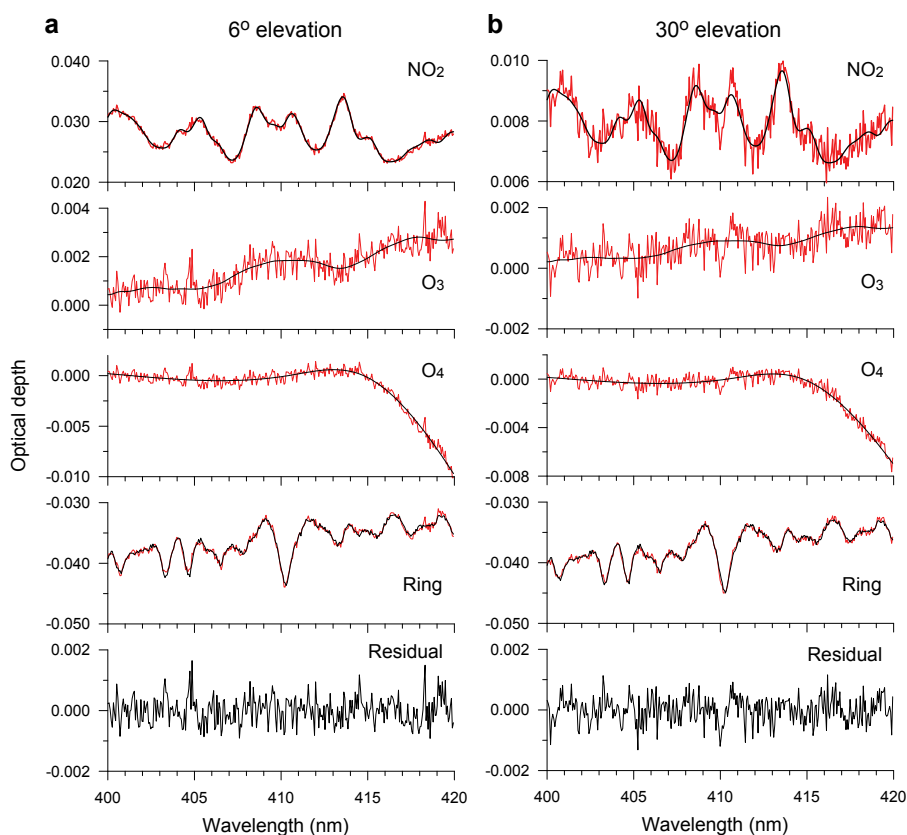 a 6º elevation
0.040
0.030
0.020
NO2
0.004
0.002
0.000
O3
0.000
-0.005
-0.010
O4
-0.030
-0.040
-0.050
Ring
0.002
0.000
-0.002
Residual
400 405 410 415 420
Wavelength (nm)
Optical depth
b 30º elevation
0.010
0.008
0.006
NO2
0.002
0.000
-0.002
O3
0.000
-0.004
-0.008
O4
-0.030
-0.040
-0.050
Ring
0.002
0.000
-0.002
Residual
400 405 410 415 420
Wavelength (nm)